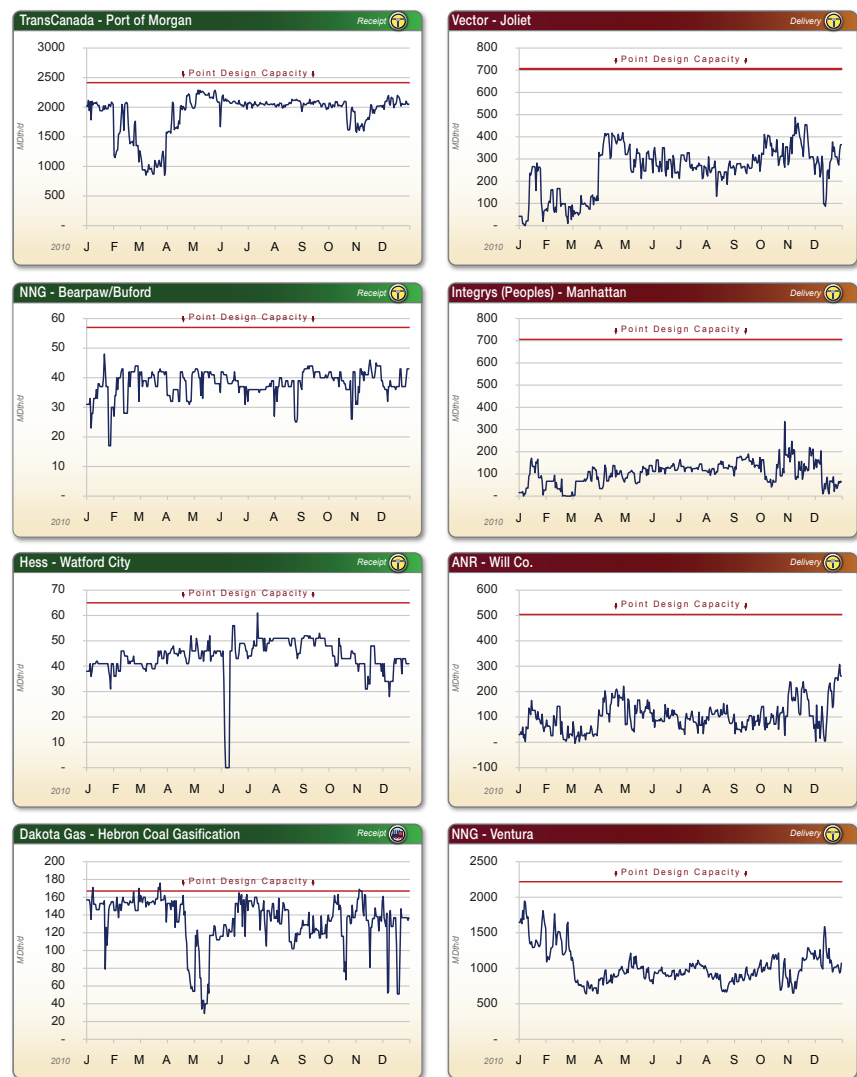 TransCanada - Port of Morgan Receipt
3000
Point Design Capacity
2500
2000
1500
1000
500
-
MDth/d
2010 J F M A M J J A S O N D
Vector - Joliet Delivery
800
Point Design Capacity
700
600
500
400
300
200
100
-
MDth/d
2010 J F M A M J J A S O N D
NNG - Bearpaw/Buford Receipt
60
Point Design Capacity
50
40
30
20
10
-
MDth/d
2010 J F M A M J J A S O N D
Integrys (Peoples) - Manhattan Delivery
800
Point Design Capacity
700
600
500
400
300
200
100
-
MDth/d
2010 J F M A M J J A S O N D
Hess - Watford City Receipt
70
Point Design Capacity
60
50
40
30
20
10
-
MDth/d
2010 J F M A M J J A S O N D
ANR - Will Co. Delivery
600
Point Design Capacity
500
400
300
200
100
-
-100
MDth/d
2010 J F M A M J J A S O N D
Dakota Gas - Hebron Coal Gasification Receipt
200
180
Point Design Capacity
160
140
120
100
80
60
40
20
-
MDth/d
2010 J F M A M J J A S O N D
NNG - Ventura Delivery
2500
Point Design Capacity
2000
1500
1000
500
-
MDth/d
2010 J F M A M J J A S O N D